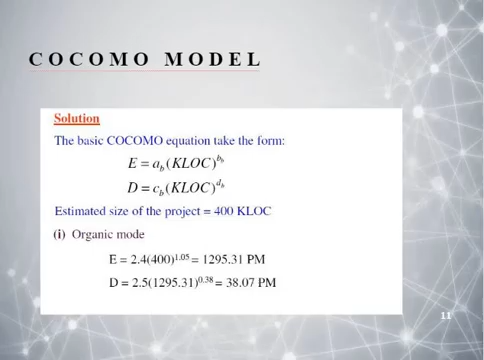 COCOMO MODEL
Solution
The basic COCOMO equation take the form:
E = a_b(KLOC)^{b_b}
D = c_b(KLOC)^{d_b}
Estimated size of the project = 400 KLOC
(i) Organic mode
E = 2.4(400)^{1.05} = 1295.31 PM
D = 2.5(1295.31)^{0.38} = 38.07 PM
11